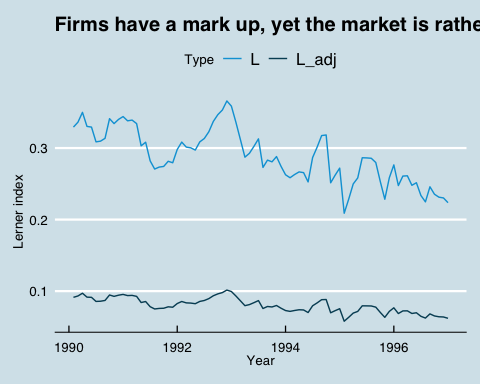 Firms have a mark up, yet the market is rathe
Type L L_adj
0.3
0.2
0.1
Lerner index
1990 1992 1994 1996
Year